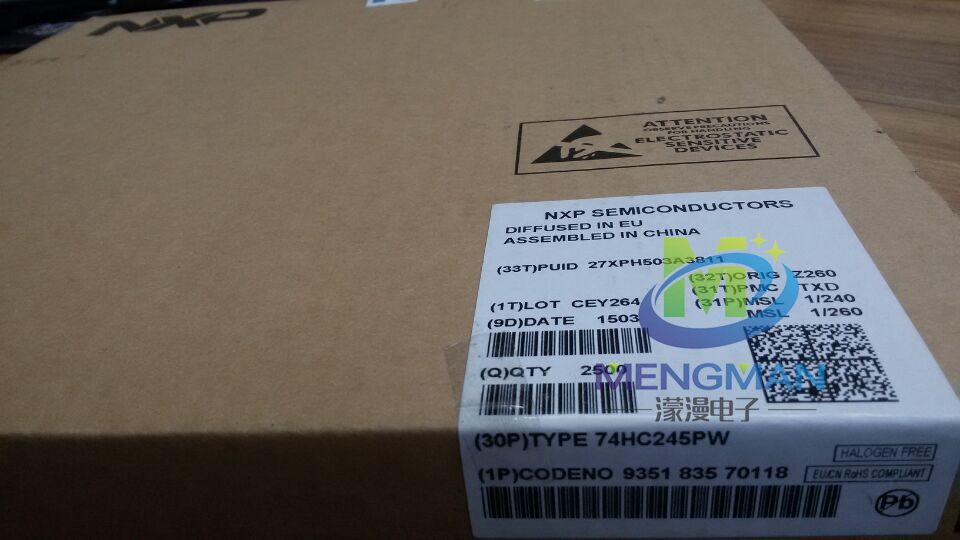 NXP
ATTENTION
OBSERVE PRECAUTIONS
FOR HANDLING
ELECTROSTATIC
SENSITIVE
DEVICES
NXP SEMICONDUCTORS
DIFFUSED IN EU
ASSEMBLED IN CHINA
(33T)PUID 27XPH503A3811
(32T)ORIG Z260
(31T)PMC TXD
(1T)LOT CEY264
(31P)MSL 1/240
MSL 1/260
(9D)DATE 1503
(Q)QTY 2500
MENGMAN
濛漫电子
(30P)TYPE 74HC245PW
(1P)CODENO 9351 835 70118
HALOGEN FREE
EU/CN RoHS COMPLIANT
Pb